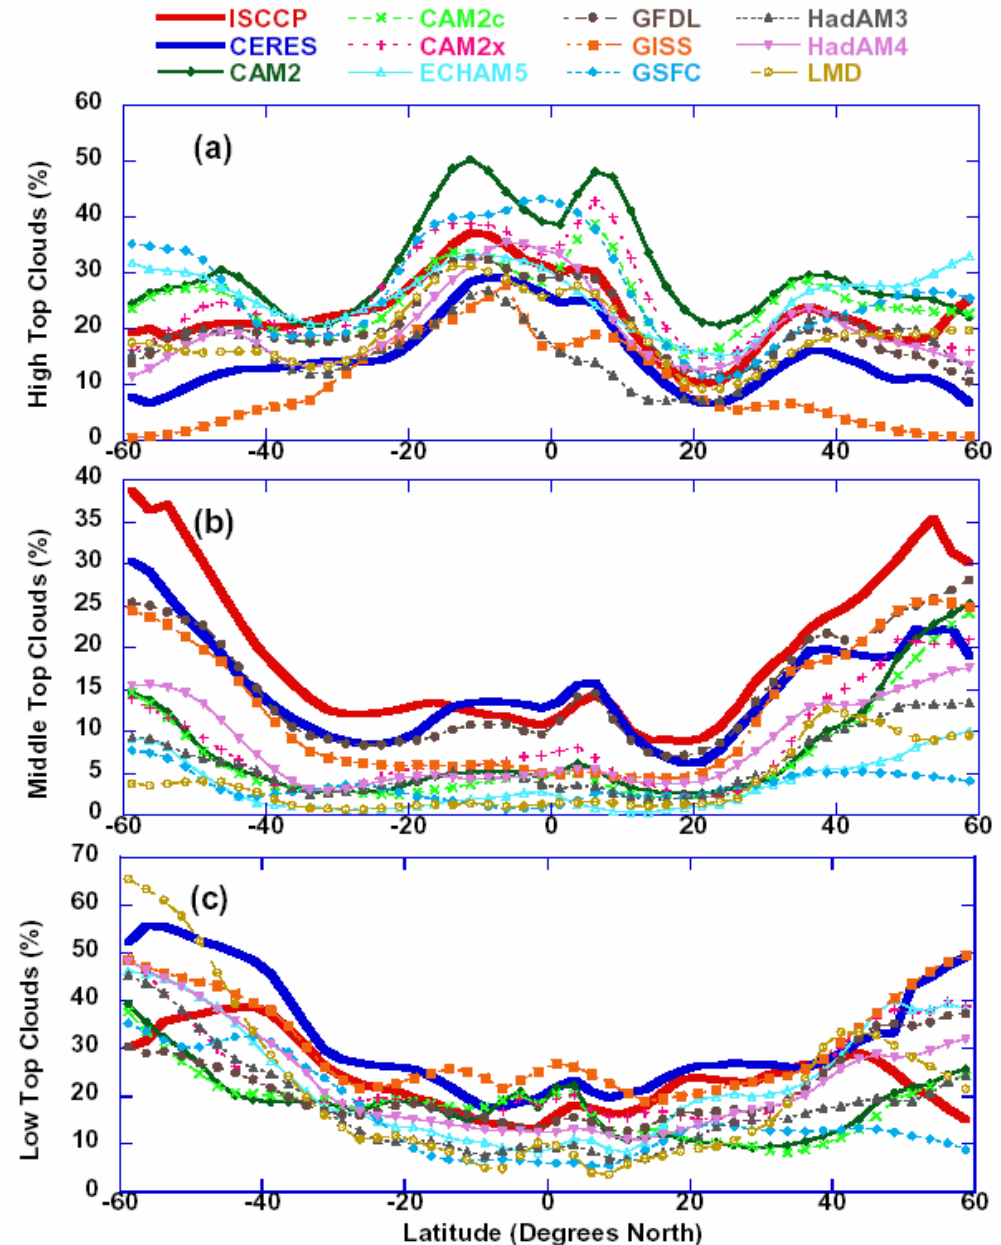 ISCCP CAM2c GFDL HadAM3
CERES CAM2x GISS HadAM4
CAM2 ECHAM5 GSFC LMD
60
50
40
30
20
10
0
High Top Clouds (%)
(a)
-60 -40 -20 0 20 40 60
40
35
30
25
20
15
10
5
0
Middle Top Clouds (%)
(b)
-60 -40 -20 0 20 40 60
70
60
50
40
30
20
10
0
Low Top Clouds (%)
(c)
-60 -40 -20 0 20 40 60
Latitude (Degrees North)